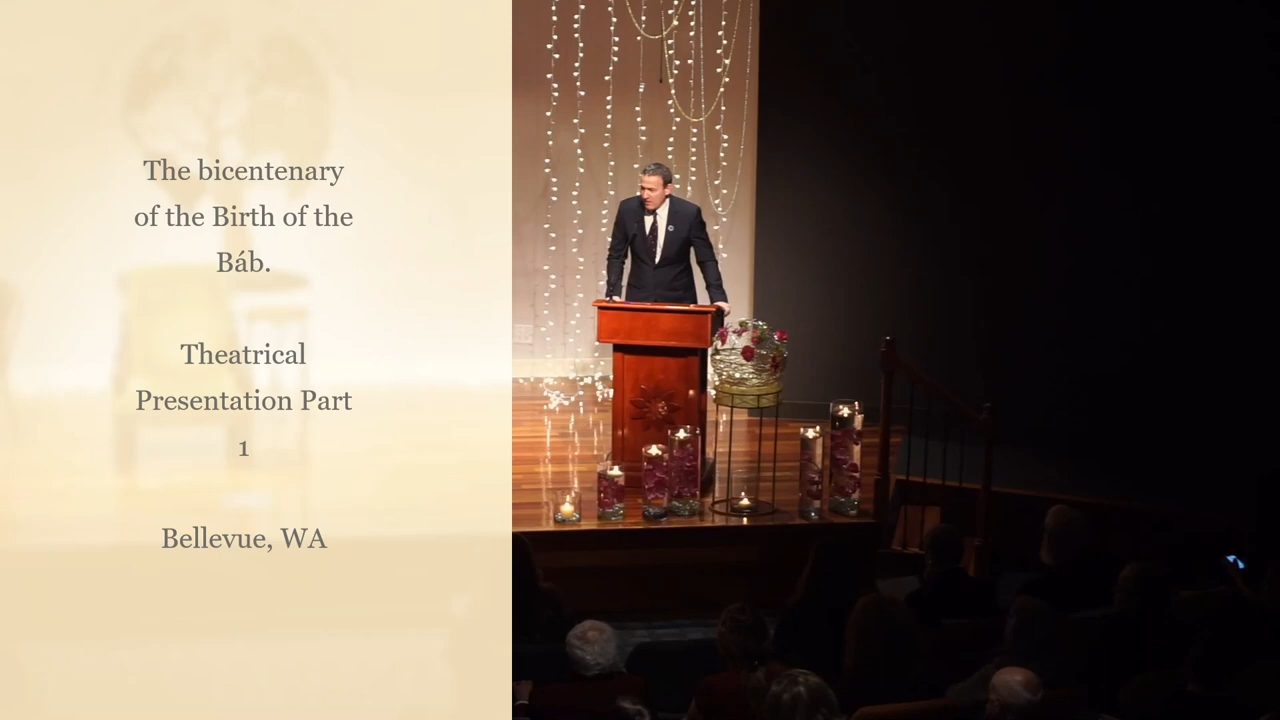 The bicentenary
of the Birth of the
Báb.
Theatrical
Presentation Part
1
Bellevue, WA